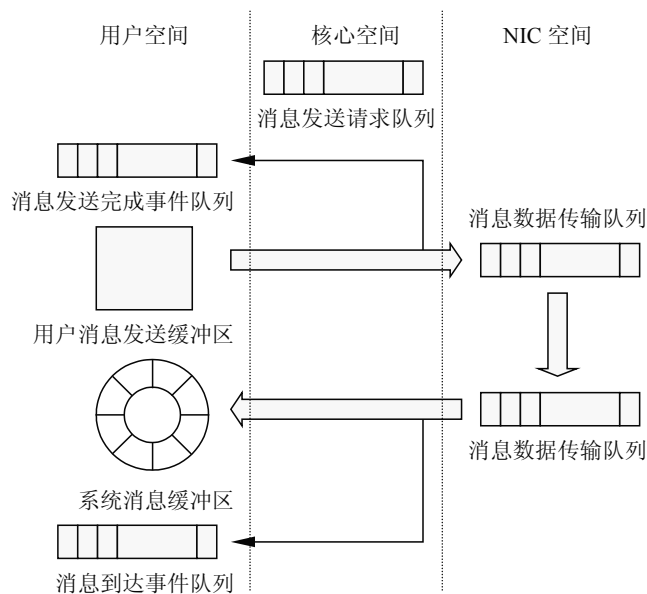 用户空间
核心空间
NIC 空间
消息发送请求队列
消息发送完成事件队列
消息数据传输队列
用户消息发送缓冲区
消息数据传输队列
系统消息缓冲区
消息到达事件队列